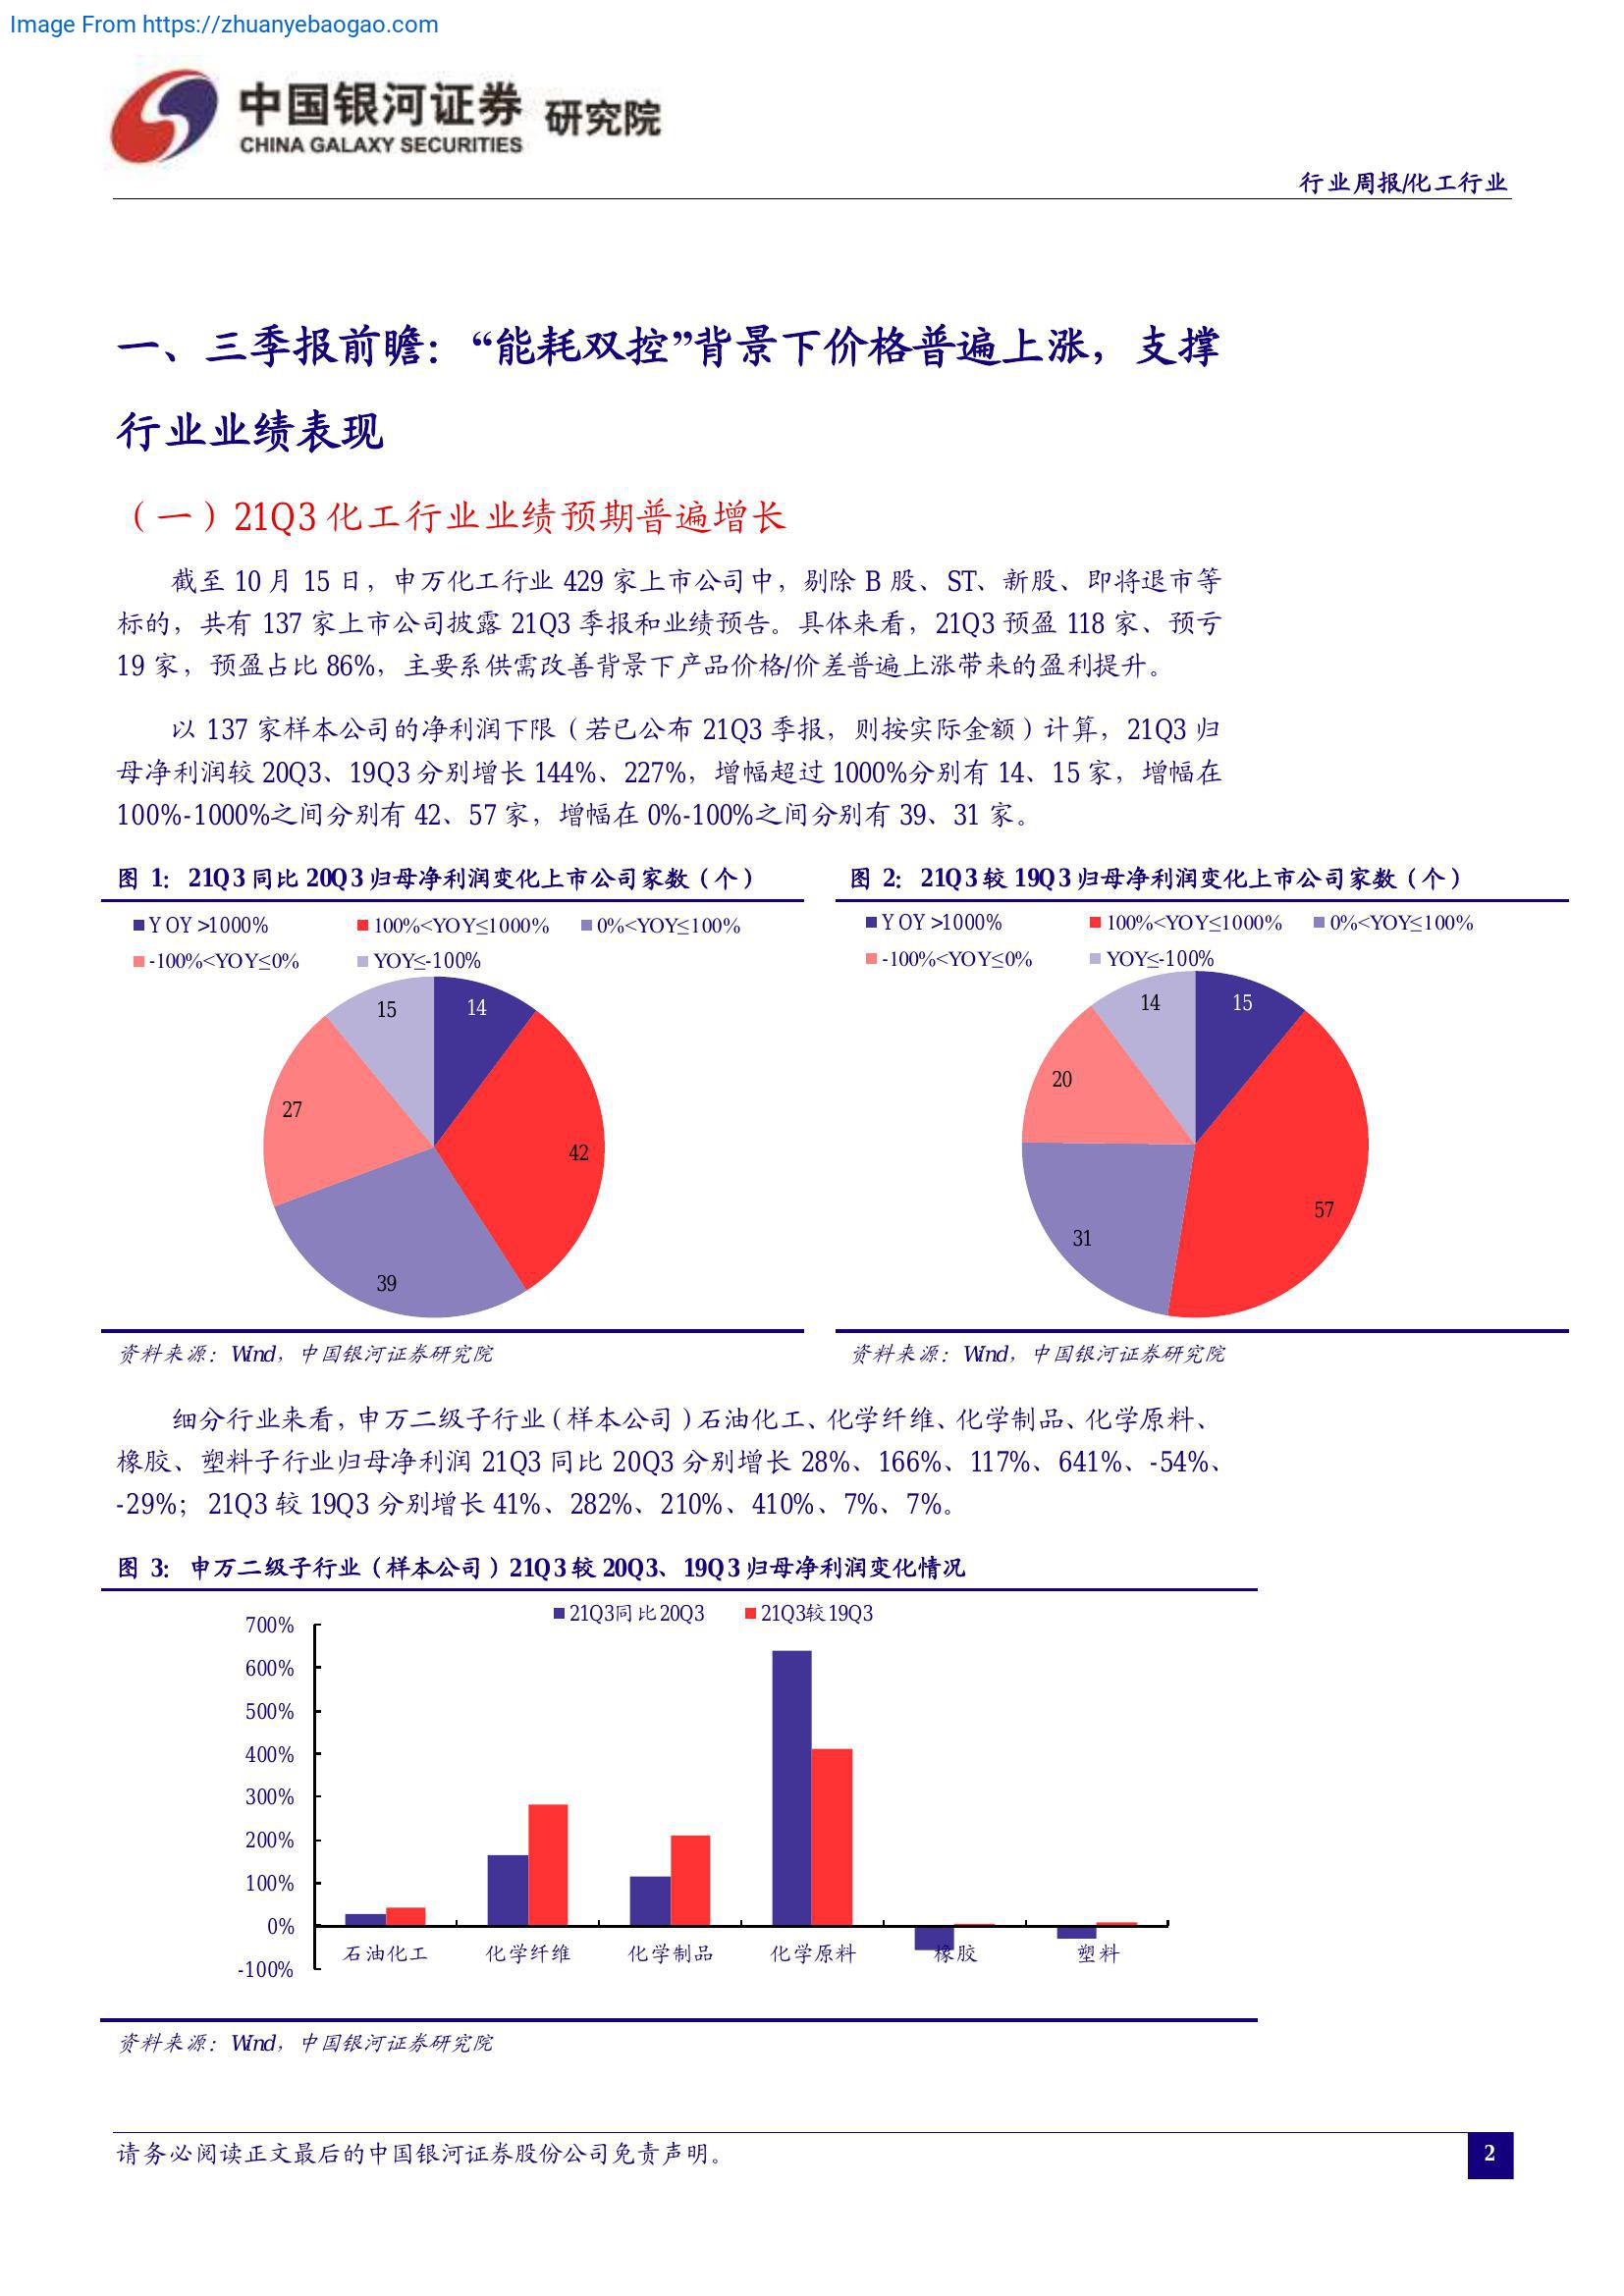 Image From https://zhuanyebaogao.com
中国银河证券 研究院
CHINA GALAXY SECURITIES
行业周报/化工行业
一、三季报前瞻：“能耗双控”背景下价格普遍上涨，支撑
行业业绩表现
（一）21Q3 化工行业业绩预期普遍增长
截至 10 月 15 日，申万化工行业 429 家上市公司中，剔除 B 股、ST、新股、即将退市等
标的，共有 137 家上市公司披露 21Q3 季报和业绩预告。具体来看，21Q3 预盈 118 家、预亏
19 家，预盈占比 86%，主要系供需改善背景下产品价格/价差普遍上涨带来的盈利提升。
以 137 家样本公司的净利润下限（若已公布 21Q3 季报，则按实际金额）计算，21Q3 归
母净利润较 20Q3、19Q3 分别增长 144%、227%，增幅超过 1000%分别有 14、15 家，增幅在
100%-1000%之间分别有 42、57 家，增幅在 0%-100%之间分别有 39、31 家。
图 1：21Q3 同比 20Q3 归母净利润变化上市公司家数（个）
YOY >1000% 100%<YOY≤1000% 0%<YOY≤100%
-100%<YOY≤0% YOY≤-100%
15 14
27
42
39
资料来源：Wind，中国银河证券研究院
图 2：21Q3 较 19Q3 归母净利润变化上市公司家数（个）
YOY >1000% 100%<YOY≤1000% 0%<YOY≤100%
-100%<YOY≤0% YOY≤-100%
14 15
20
57
31
资料来源：Wind，中国银河证券研究院
细分行业来看，申万二级子行业（样本公司）石油化工、化学纤维、化学制品、化学原料、
橡胶、塑料子行业归母净利润 21Q3 同比 20Q3 分别增长 28%、166%、117%、641%、-54%、
-29%；21Q3 较 19Q3 分别增长 41%、282%、210%、410%、7%、7%。
图 3：申万二级子行业（样本公司）21Q3 较 20Q3、19Q3 归母净利润变化情况
21Q3同比20Q3 21Q3较19Q3
700%
600%
500%
400%
300%
200%
100%
0%
-100%
石油化工 化学纤维 化学制品 化学原料 橡胶 塑料
资料来源：Wind，中国银河证券研究院
请务必阅读正文最后的中国银河证券股份公司免责声明。
2